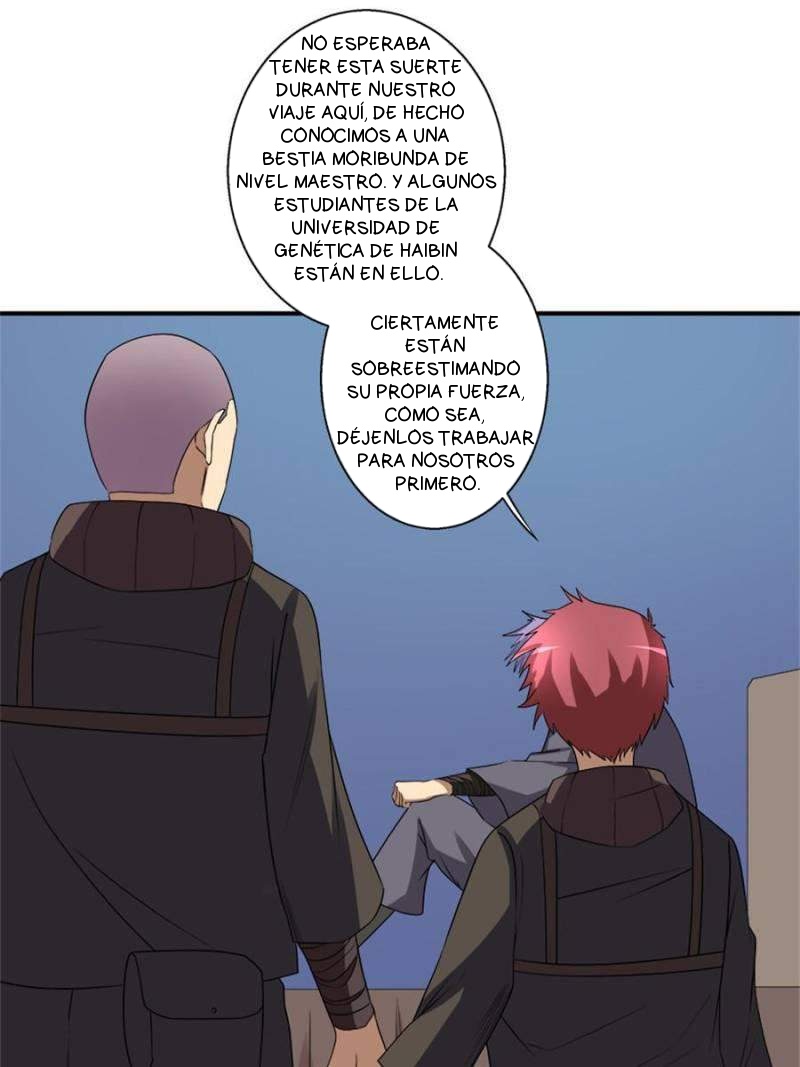 NO ESPERABA
TENER ESTA SUERTE
DURANTE NUESTRO
VIAJE AQUÍ, DE HECHO
CONOCIMOS A UNA
BESTIA MORIBUNDA DE
NIVEL MAESTRO. Y ALGUNOS
ESTUDIANTES DE LA
UNIVERSIDAD DE
GENÉTICA DE HAIBIN
ESTÁN EN ELLO.
CIERTAMENTE
ESTÁN
SOBREESTIMANDO
SU PROPIA FUERZA,
COMO SEA,
DÉJENLOS TRABAJAR
PARA NOSOTROS
PRIMERO.